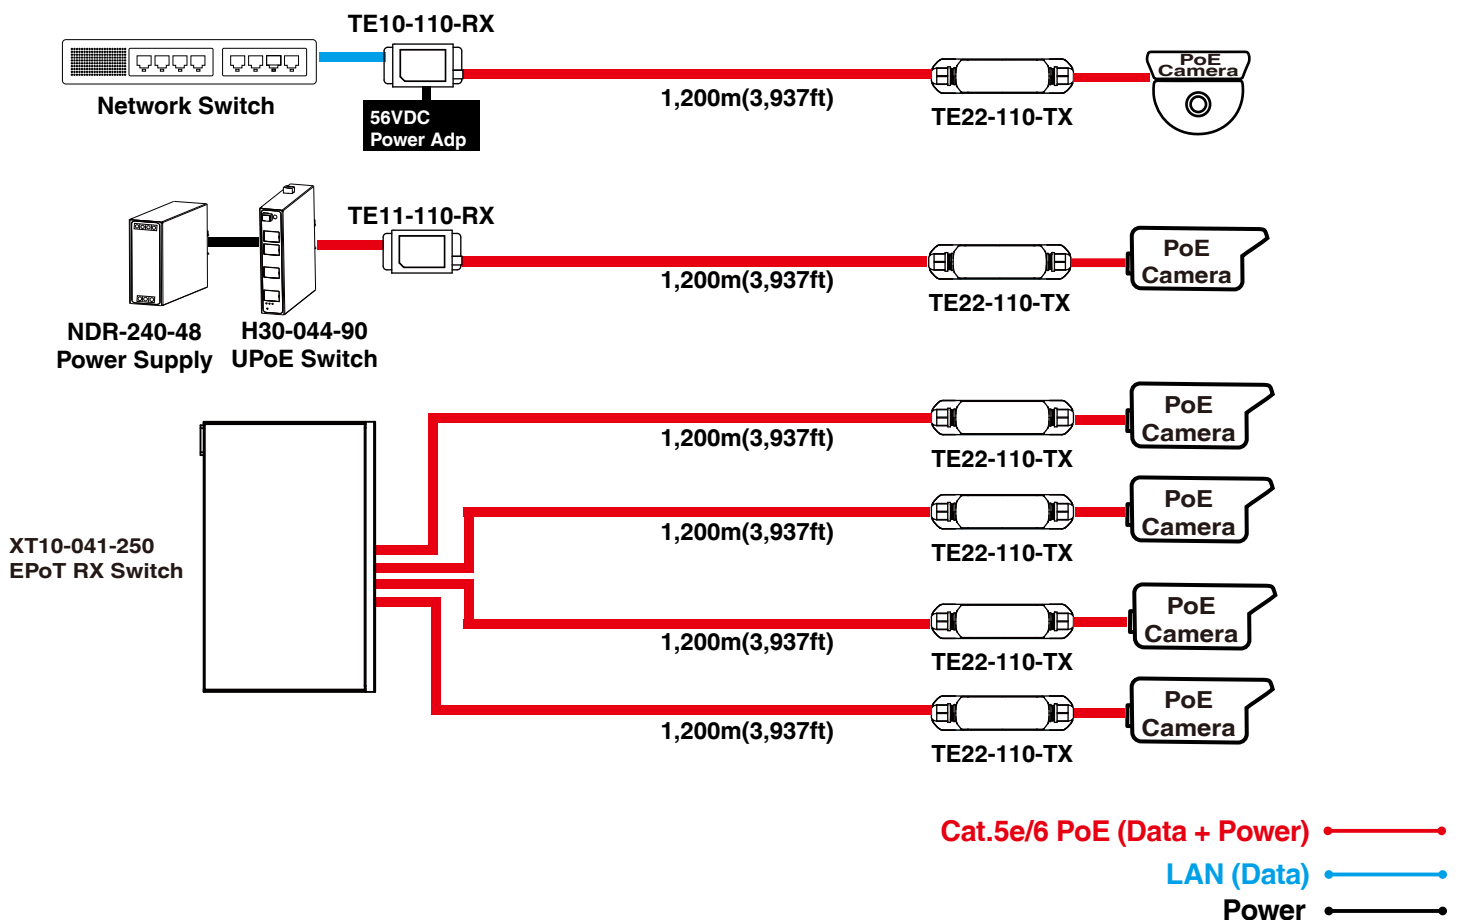 TE10-110-RX
Network Switch
56VDC
Power Adp
1,200m(3,937ft)
TE22-110-TX
PoE
Camera
TE11-110-RX
NDR-240-48
Power Supply
H30-044-90
UPoE Switch
1,200m(3,937ft)
TE22-110-TX
PoE
Camera
XT10-041-250
EPoT RX Switch
1,200m(3,937ft)
TE22-110-TX
PoE
Camera
1,200m(3,937ft)
TE22-110-TX
PoE
Camera
1,200m(3,937ft)
TE22-110-TX
PoE
Camera
1,200m(3,937ft)
TE22-110-TX
PoE
Camera
Cat.5e/6 PoE (Data + Power)
LAN (Data)
Power